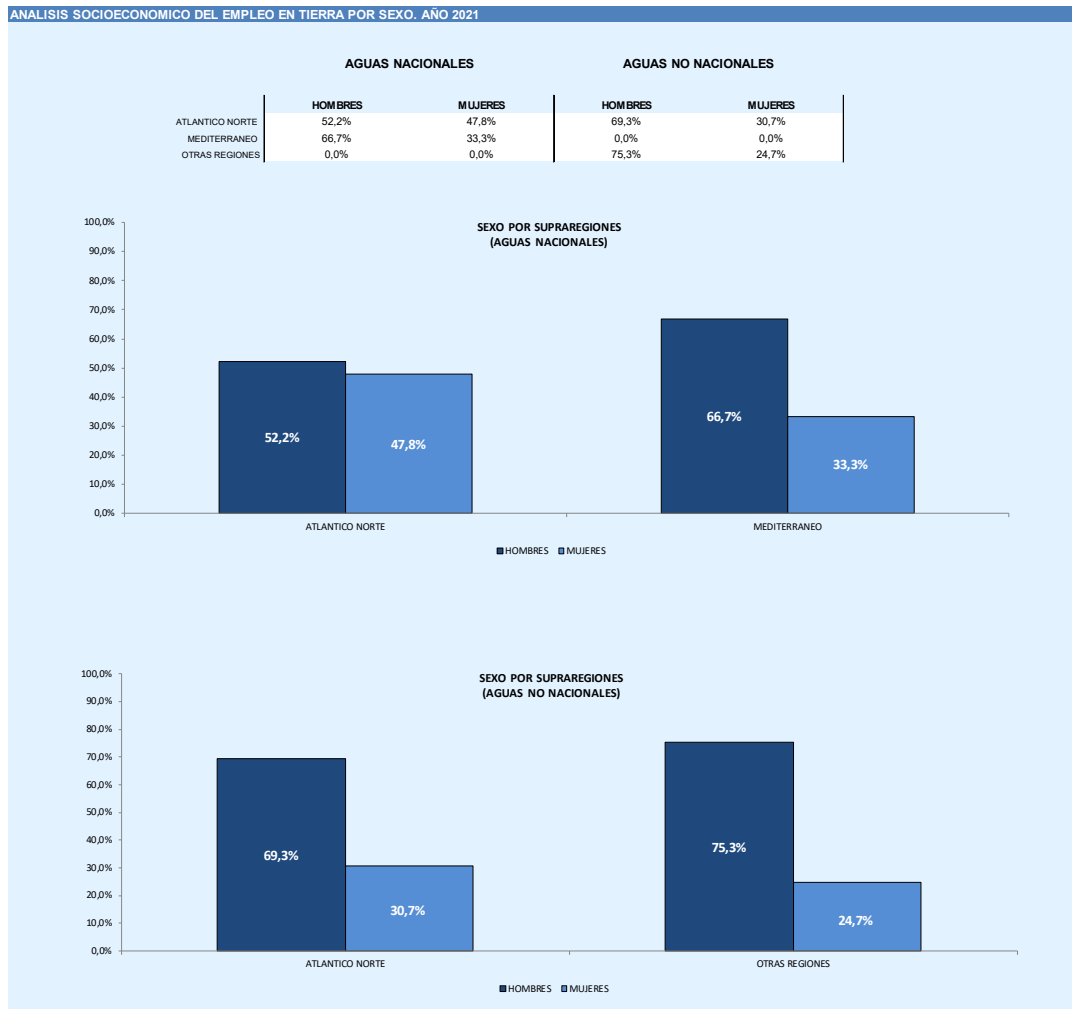 ANALISIS SOCIOECONOMICO DEL EMPLEO EN TIERRA POR SEXO. AÑO 2021
AGUAS NACIONALES AGUAS NO NACIONALES
HOMBRES MUJERES HOMBRES MUJERES
ATLANTICO NORTE 52,2% 47,8% 69,3% 30,7%
MEDITERRANEO 66,7% 33,3% 0,0% 0,0%
OTRAS REGIONES 0,0% 0,0% 75,3% 24,7%
SEXO POR SUPRAREGIONES
(AGUAS NACIONALES)
100,0%
90,0%
80,0%
70,0%
60,0%
50,0%
40,0%
30,0%
20,0%
10,0%
0,0%
52,2% 47,8% 66,7% 33,3%
ATLANTICO NORTE MEDITERRANEO
HOMBRES MUJERES
SEXO POR SUPRAREGIONES
(AGUAS NO NACIONALES)
100,0%
90,0%
80,0%
70,0%
60,0%
50,0%
40,0%
30,0%
20,0%
10,0%
0,0%
69,3% 30,7% 75,3% 24,7%
ATLANTICO NORTE OTRAS REGIONES
HOMBRES MUJERES